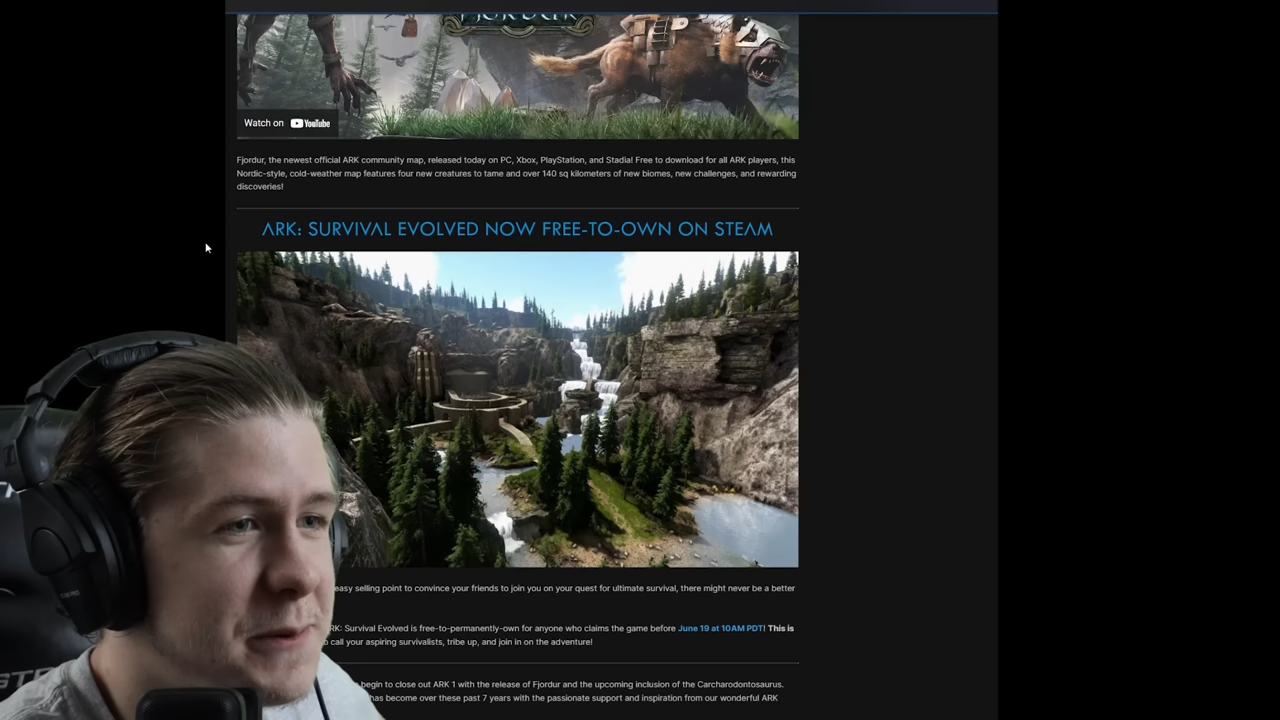 FJORDUR
Watch on YouTube
Fjordur, the newest official ARK community map, released today on PC, Xbox, PlayStation, and Stadia! Free to download for all ARK players, this
Nordic-style, cold-weather map features four new creatures to tame and over 140 sq kilometers of new biomes, new challenges, and rewarding
discoveries!
ARK: SURVIVAL EVOLVED NOW FREE-TO-OWN ON STEAM
easy selling point to convince your friends to join you on your quest for ultimate survival, there might never be a better
RK: Survival Evolved is free-to-permanently-own for anyone who claims the game before June 19 at 10AM PDT! This is
call your aspiring survivalists, tribe up, and join in on the adventure!
begin to close out ARK 1 with the release of Fjordur and the upcoming inclusion of the Carcharodontosaurus.
has become over these past 7 years with the passionate support and inspiration from our wonderful ARK